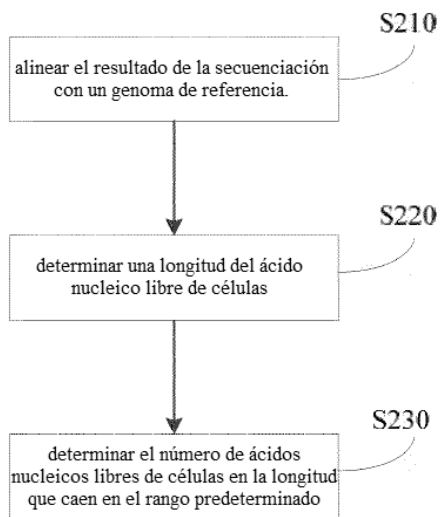 S210
alinear el resultado de la secuenciación
con un genoma de referencia.
S220
determinar una longitud del ácido
nucleico libre de células
S230
determinar el número de ácidos
nucleicos libres de células en la longitud
que caen en el rango predeterminado